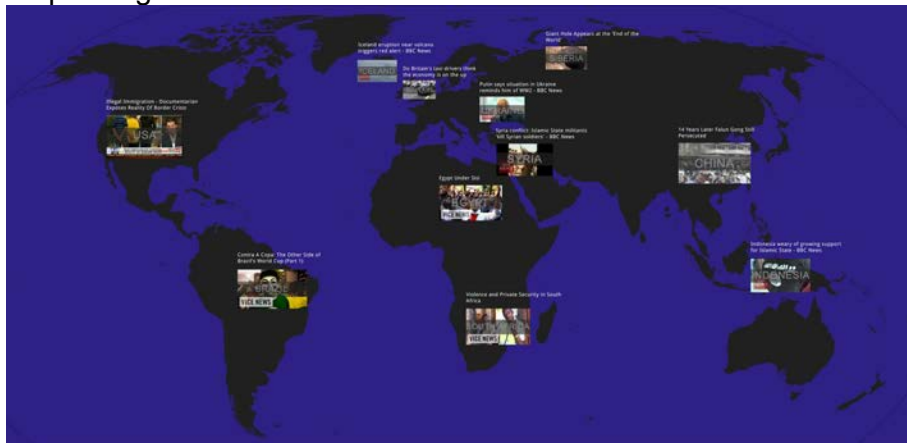 Giant Hole Appears at the 'End of the
World'
Iceland eruption near volcano
triggers red alert - BBC News
SIBERIA
ICELAND
Do Britain's taxi drivers think
the economy is on the up
Putin says situation in Ukraine
reminds him of WW2 - BBC News
Illegal Immigration - Documentarian
Exposes Reality Of Border Crisis
UKRAINE
USA
Syria conflict: Islamic State militants
'kill Syrian soldiers' - BBC News
14 Years Later Falun Gong Still
Persecuted
SYRIA
CHINA
Egypt Under Sisi
EGYPT
VICE NEWS
Indonesia weary of growing support
for Islamic State - BBC News
Contra A Copa: The Other Side of
Brazil's World Cup (Part 1)
INDONESIA
BRAZIL
VICE NEWS
Violence and Private Security in South
Africa
SOUTH AFRICA
VICE NEWS